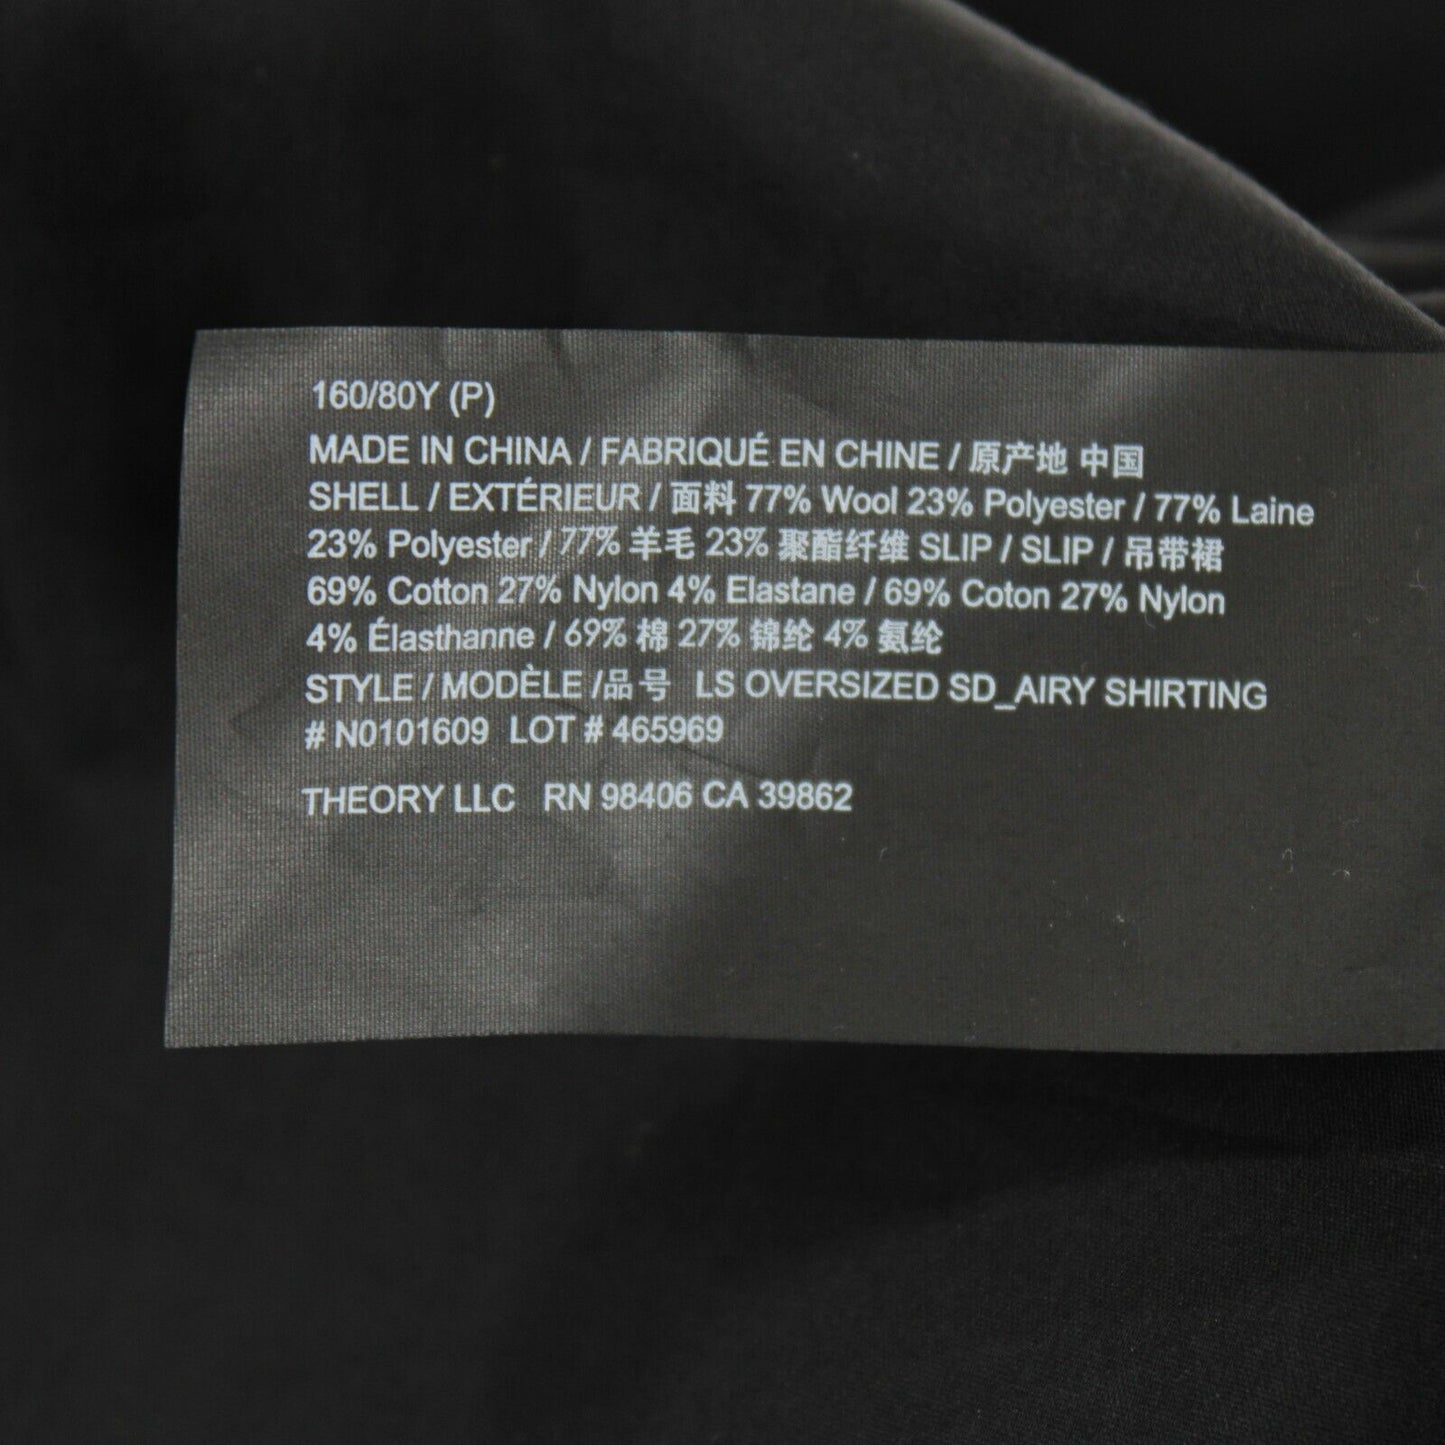 160/80Y (P)
MADE IN CHINA / FABRIQUÉ EN CHINE / 原产地 中国
SHELL / EXTÉRIEUR / 面料 77% Wool 23% Polyester / 77% Laine
23% Polyester / 77% 羊毛 23% 聚酯纤维 SLIP / SLIP / 吊带裙
69% Cotton 27% Nylon 4% Elastane / 69% Coton 27% Nylon
4% Élasthanne / 69% 棉 27% 锦纶 4% 氨纶
STYLE / MODÈLE /品号 LS OVERSIZED SD_AIRY SHIRTING
# N0101609 LOT # 465969
THEORY LLC RN 98406 CA 39862